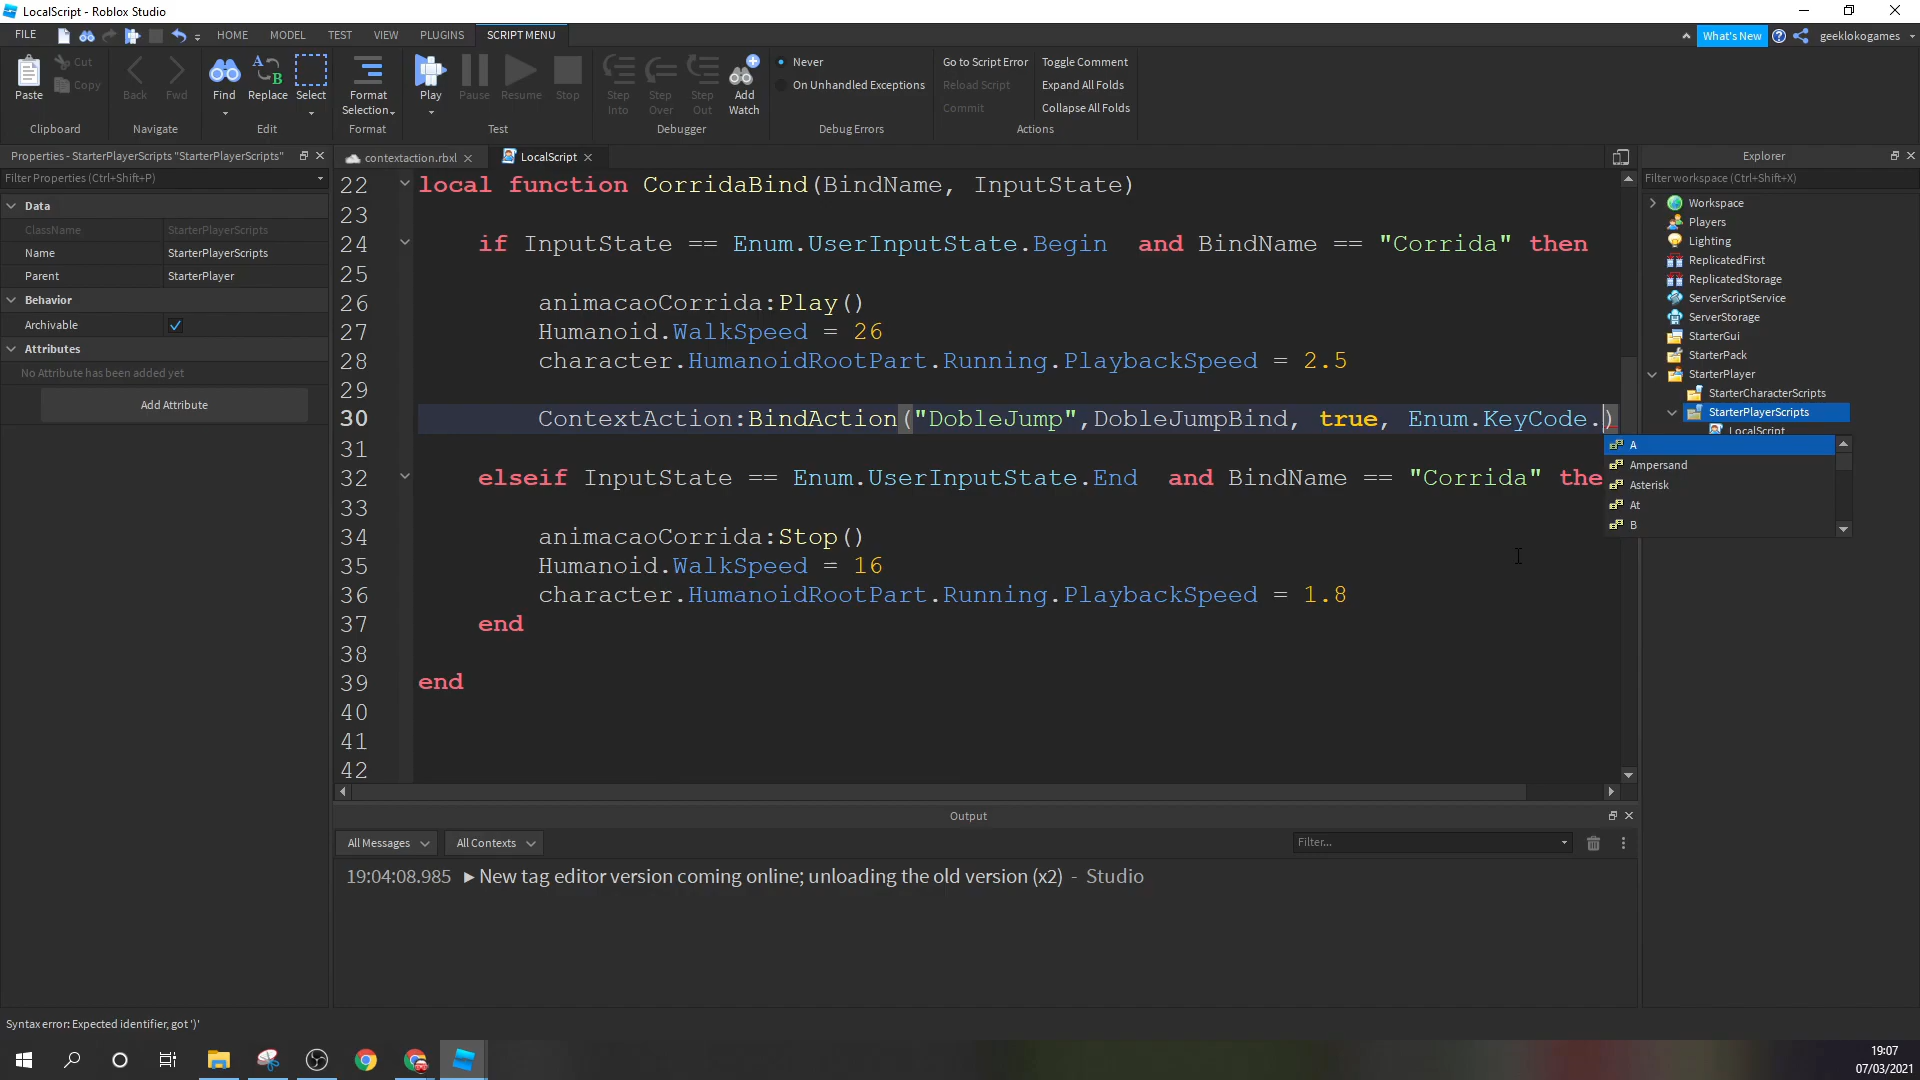 LocalScript - Roblox Studio
FILE HOME MODEL TEST VIEW PLUGINS SCRIPT MENU What's New geeklokogames
Paste Cut Copy Back Fwd Find Replace Select Format Selection Play Pause Resume Stop Step Into Step Over Step Out Add Watch
Never
On Unhandled Exceptions
Go to Script Error
Reload Script
Commit
Toggle Comment
Expand All Folds
Collapse All Folds
Clipboard Navigate Edit Format Test Debugger Debug Errors Actions
Properties - StarterPlayerScripts "StarterPlayerScripts"
Filter Properties (Ctrl+Shift+P)
Data
ClassName StarterPlayerScripts
Name StarterPlayerScripts
Parent StarterPlayer
Behavior
Archivable
Attributes
No Attribute has been added yet
Add Attribute
contextaction.rbxl LocalScript
22 local function CorridaBind(BindName, InputState)
23
24 if InputState == Enum.UserInputState.Begin  and BindName == "Corrida" then
25
26 animacaoCorrida:Play()
27 Humanoid.WalkSpeed = 26
28 character.HumanoidRootPart.Running.PlaybackSpeed = 2.5
29
30 ContextAction:BindAction("DobleJump",DobleJumpBind, true, Enum.KeyCode.)
31
32 elseif InputState == Enum.UserInputState.End  and BindName == "Corrida" the
33
34 animacaoCorrida:Stop()
35 Humanoid.WalkSpeed = 16
36 character.HumanoidRootPart.Running.PlaybackSpeed = 1.8
37 end
38
39 end
40
41
42
A
Ampersand
Asterisk
At
B
Explorer
Filter workspace (Ctrl+Shift+X)
Workspace
Players
Lighting
ReplicatedFirst
ReplicatedStorage
ServerScriptService
ServerStorage
StarterGui
StarterPack
StarterPlayer
StarterCharacterScripts
StarterPlayerScripts
LocalScript
Output
All Messages All Contexts Filter...
19:04:08.985 ▶ New tag editor version coming online; unloading the old version (x2) - Studio
Syntax error: Expected identifier, got ')'
19:07
07/03/2021